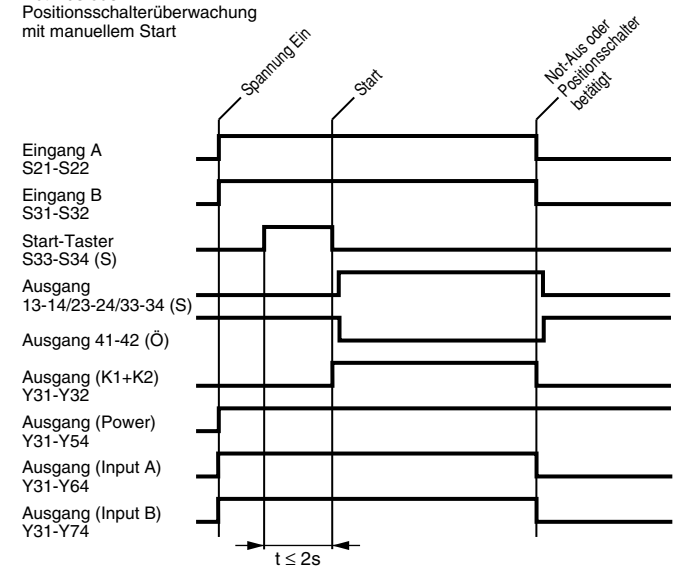 Positionsschalterüberwachung
mit manuellem Start
Spannung Ein
Start
Not-Aus oder
Positionsschalter
betätigt
Eingang A
S21-S22
Eingang B
S31-S32
Start-Taster
S33-S34 (S)
Ausgang
13-14/23-24/33-34 (S)
Ausgang 41-42 (Ö)
Ausgang (K1+K2)
Y31-Y32
Ausgang (Power)
Y31-Y54
Ausgang (Input A)
Y31-Y64
Ausgang (Input B)
Y31-Y74
t ≤ 2s